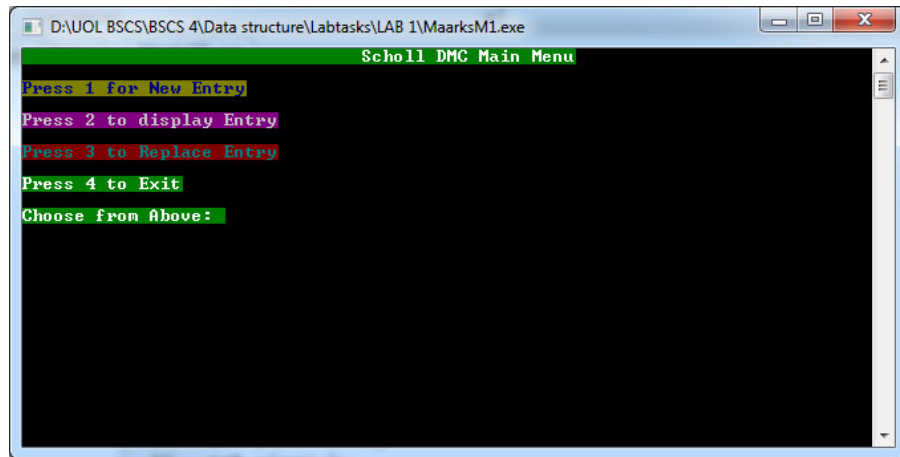 D:\UOL BSCS\BSCS 4\Data structure\Labtasks\LAB 1\MaarksM1.exe
Scholl DMC Main Menu
Press 1 for New Entry
Press 2 to display Entry
Press 3 to Replace Entry
Press 4 to Exit
Choose from Above: